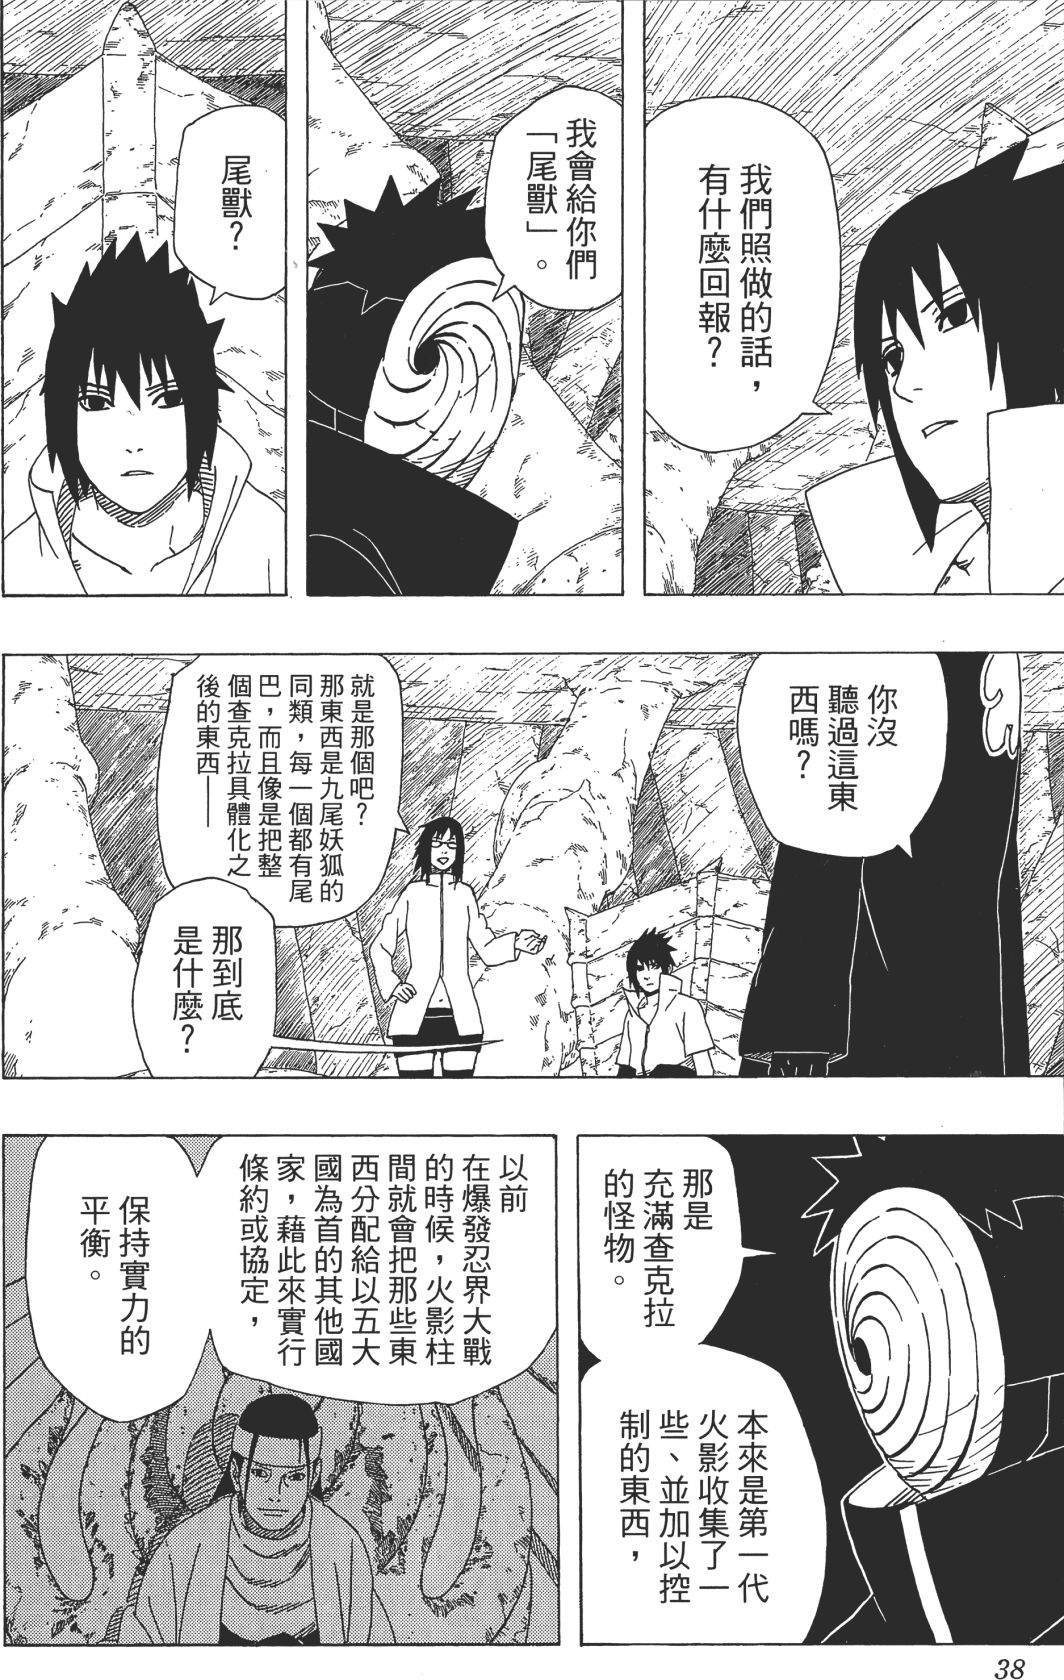 我們照做的話，
有什麼回報？
我會給你們
「尾獸」。
尾獸？
你沒
聽過這東
西嗎？
就是那個吧？
那東西是九尾妖狐的
同類，每一個都有尾
巴，而且像是把整
個查克拉具體化之
後的東西——
那到底
是什麼？
那是
充滿查克拉
的怪物。
本來是第一代
火影收集了一
些、並加以控
制的東西，
以前
在爆發忍界大戰
的時候，火影柱
間就會把那些東
西分配給以五大
國為首的其他國
家，藉此來實行
條約或協定，
保持實力的
平衡。
38